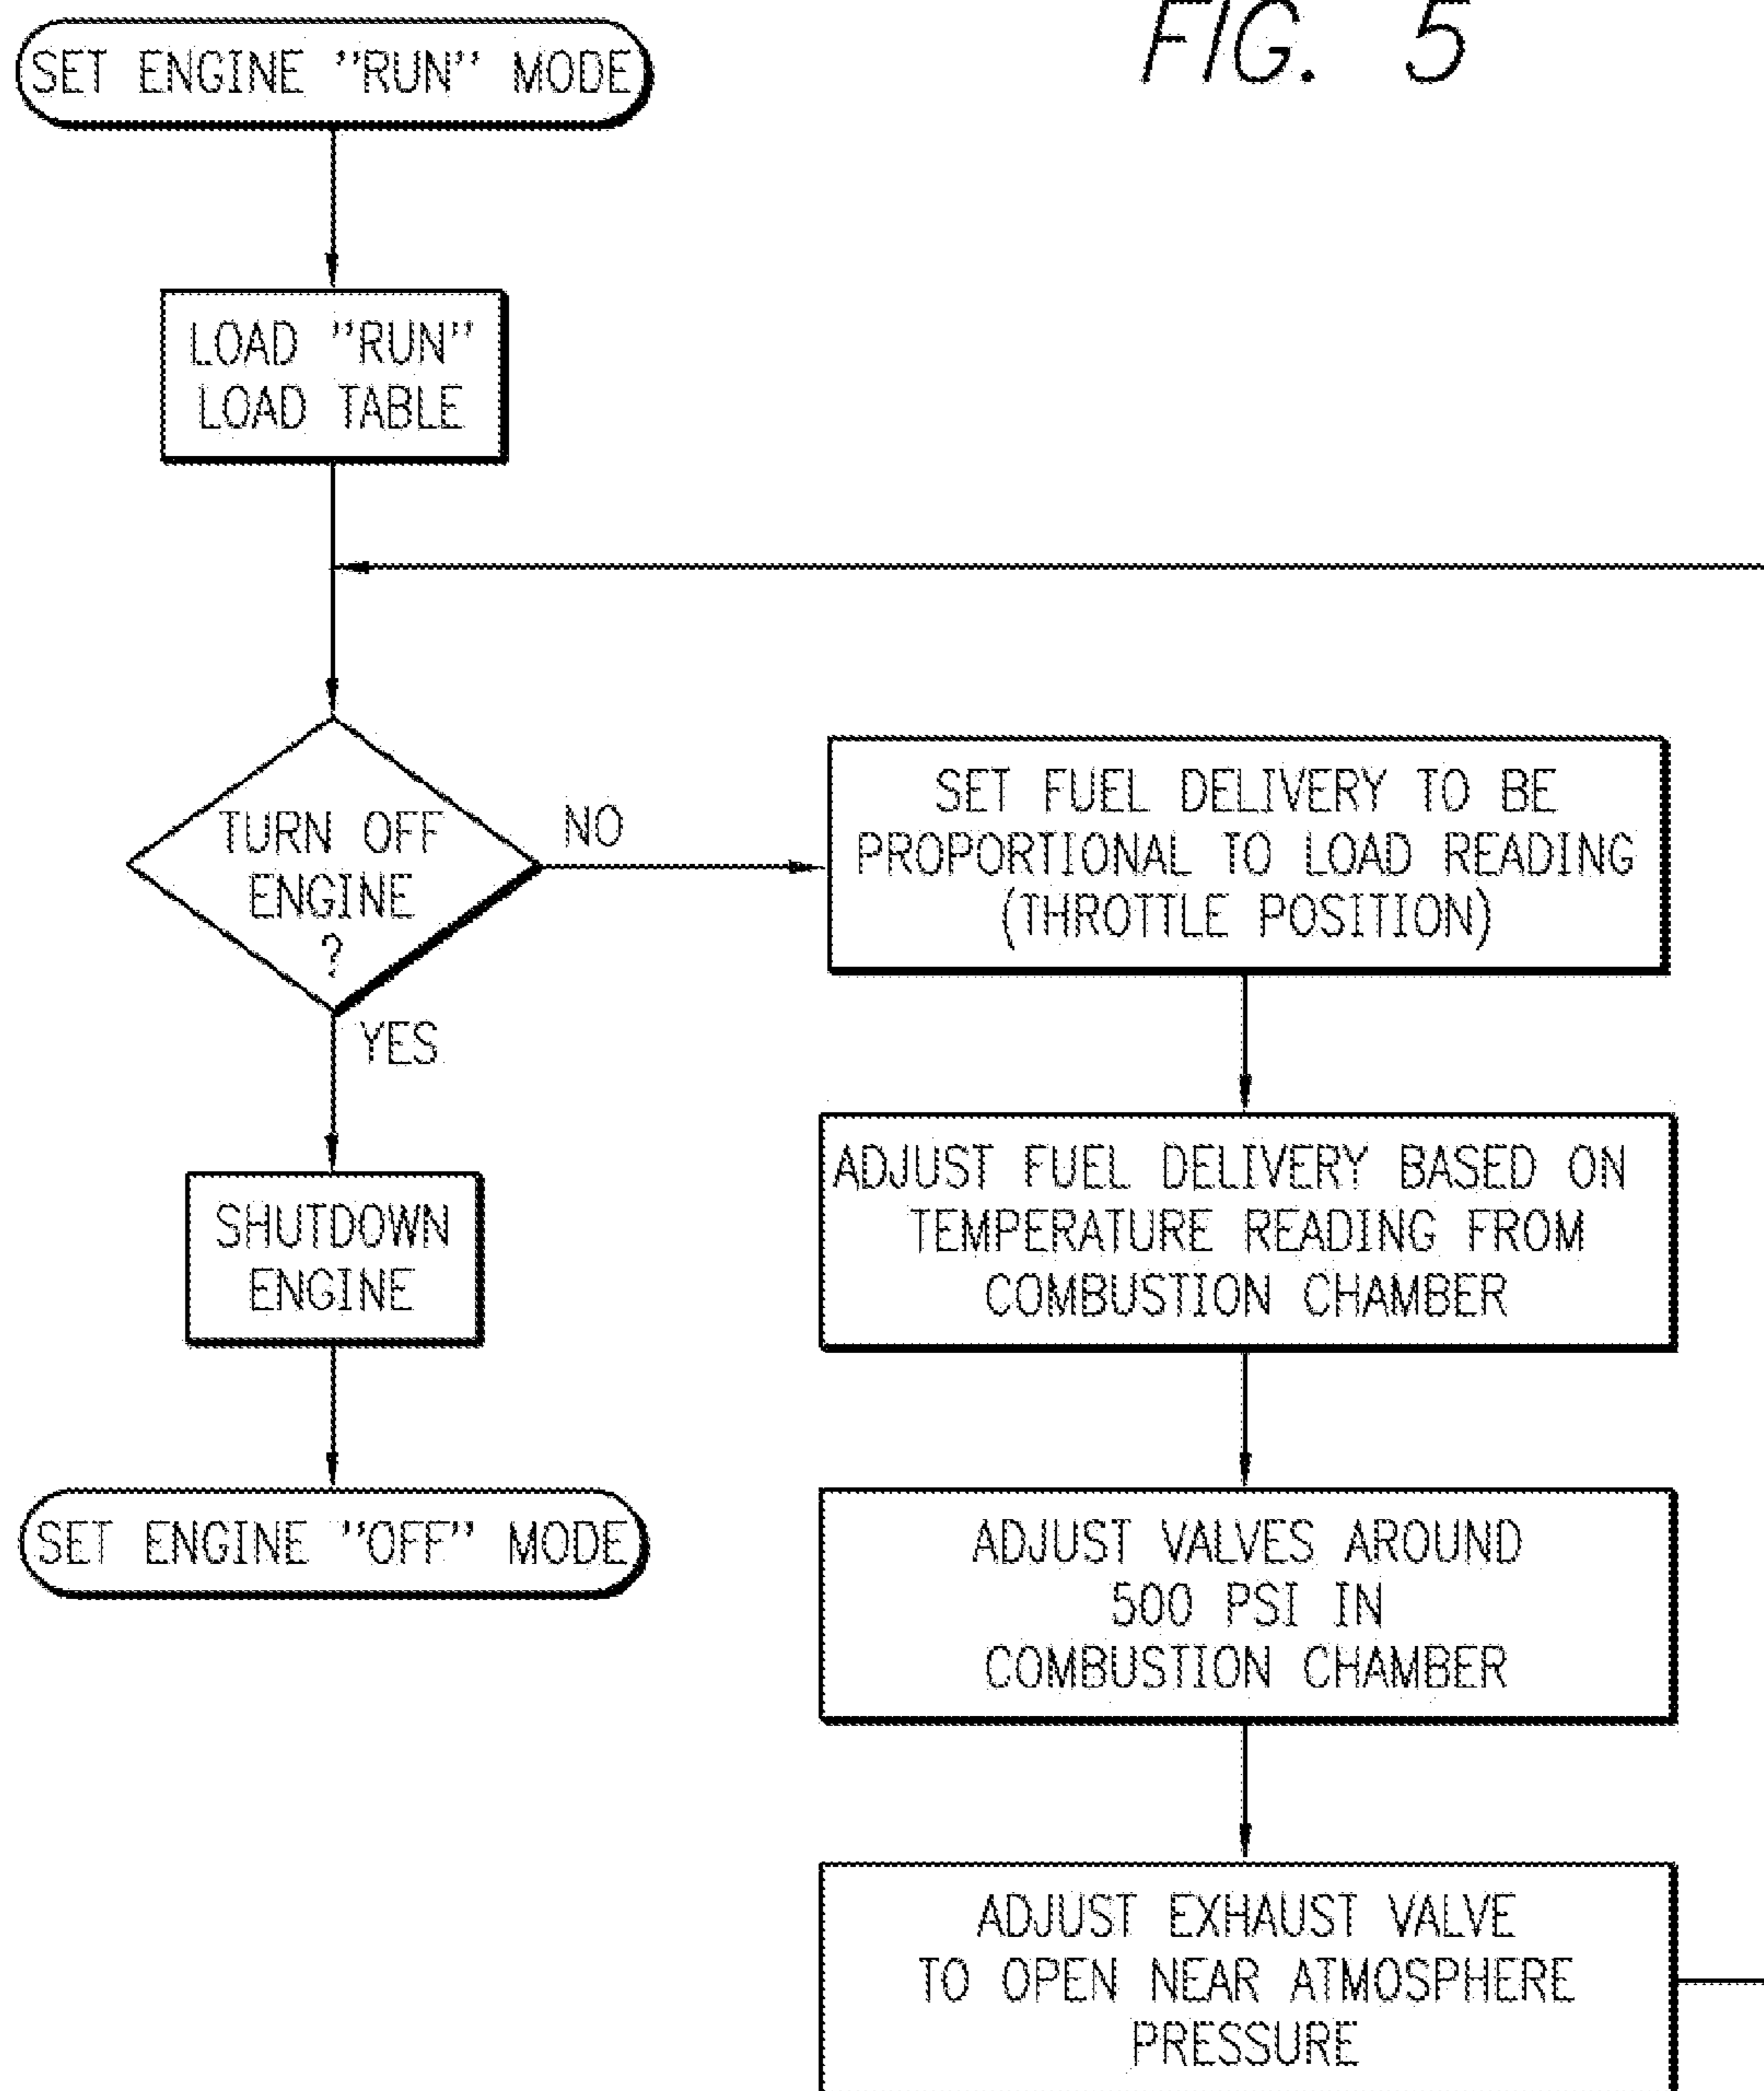 FIG. 5
SET ENGINE "RUN" MODE
LOAD "RUN"
LOAD TABLE
TURN OFF
ENGINE
?
NO
YES
SHUTDOWN
ENGINE
SET ENGINE "OFF" MODE
SET FUEL DELIVERY TO BE
PROPORTIONAL TO LOAD READING
(THROTTLE POSITION)
ADJUST FUEL DELIVERY BASED ON
TEMPERATURE READING FROM
COMBUSTION CHAMBER
ADJUST VALVES AROUND
500 PSI IN
COMBUSTION CHAMBER
ADJUST EXHAUST VALVE
TO OPEN NEAR ATMOSPHERE
PRESSURE